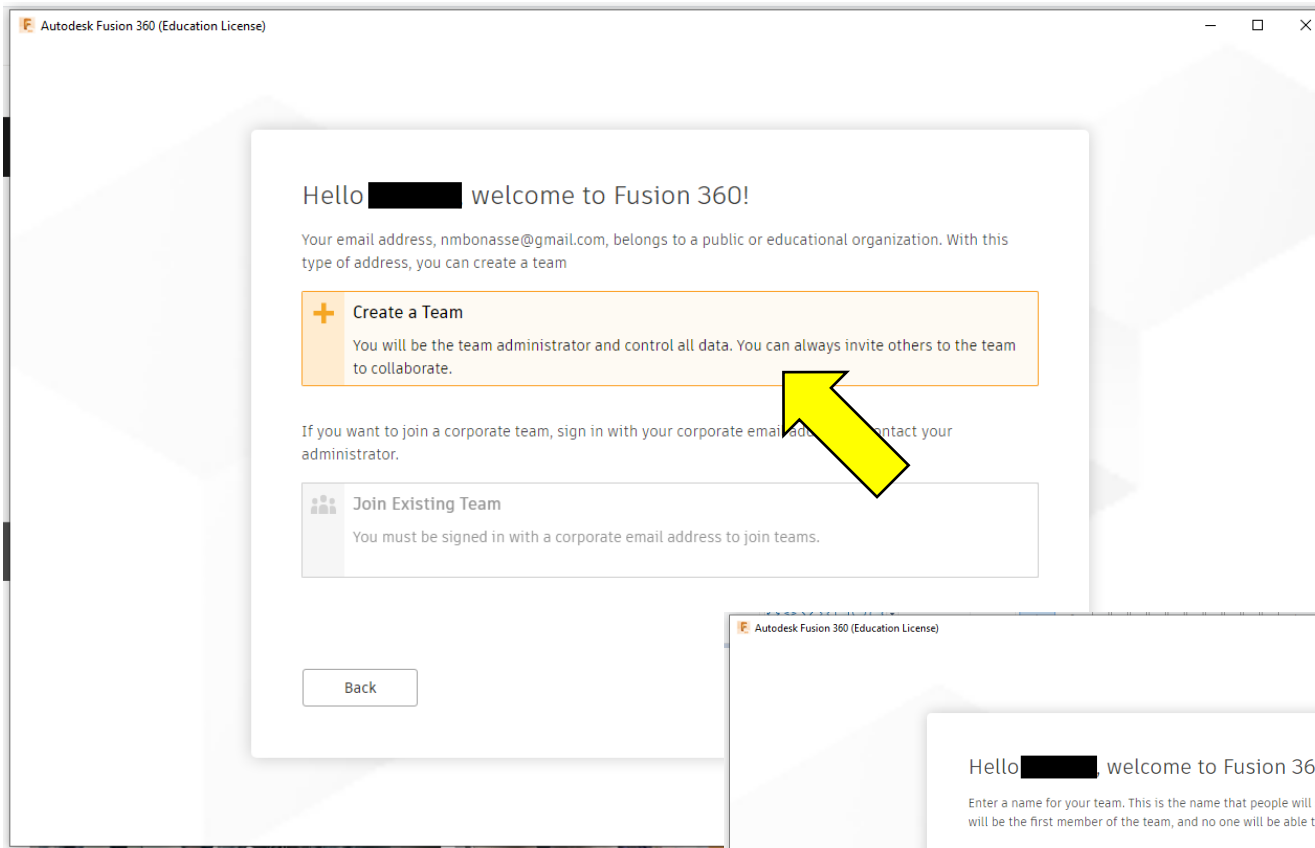 Autodesk Fusion 360 (Education License)
Hello welcome to Fusion 360!
Your email address, nmbonasse@gmail.com, belongs to a public or educational organization. With this
type of address, you can create a team
Create a Team
You will be the team administrator and control all data. You can always invite others to the team
to collaborate.
If you want to join a corporate team, sign in with your corporate email contact your
administrator.
Join Existing Team
You must be signed in with a corporate email address to join teams.
Back
Autodesk Fusion 360 (Education License)
Hello , welcome to Fusion 36
Enter a name for your team. This is the name that people will
will be the first member of the team, and no one will be able t